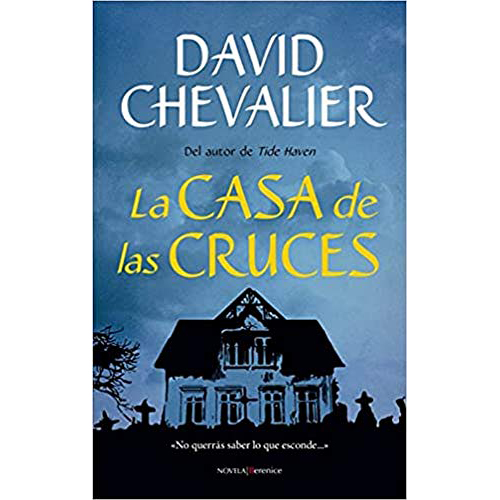 DAVID
CHEVALIER
Del autor de Tide Haven
La CASA de
las CRUCES
«No querrás saber lo que esconde...»
NOVELA|Berenice